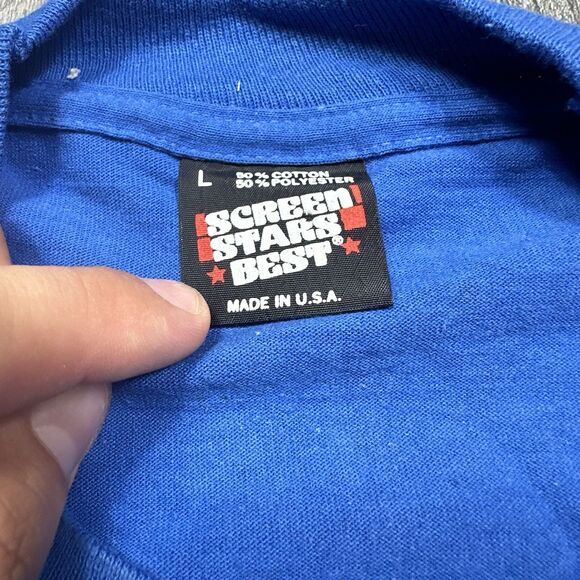 L
50% COTTON
50% POLYESTER
SCREEN
STARS
BEST®
MADE IN U.S.A.